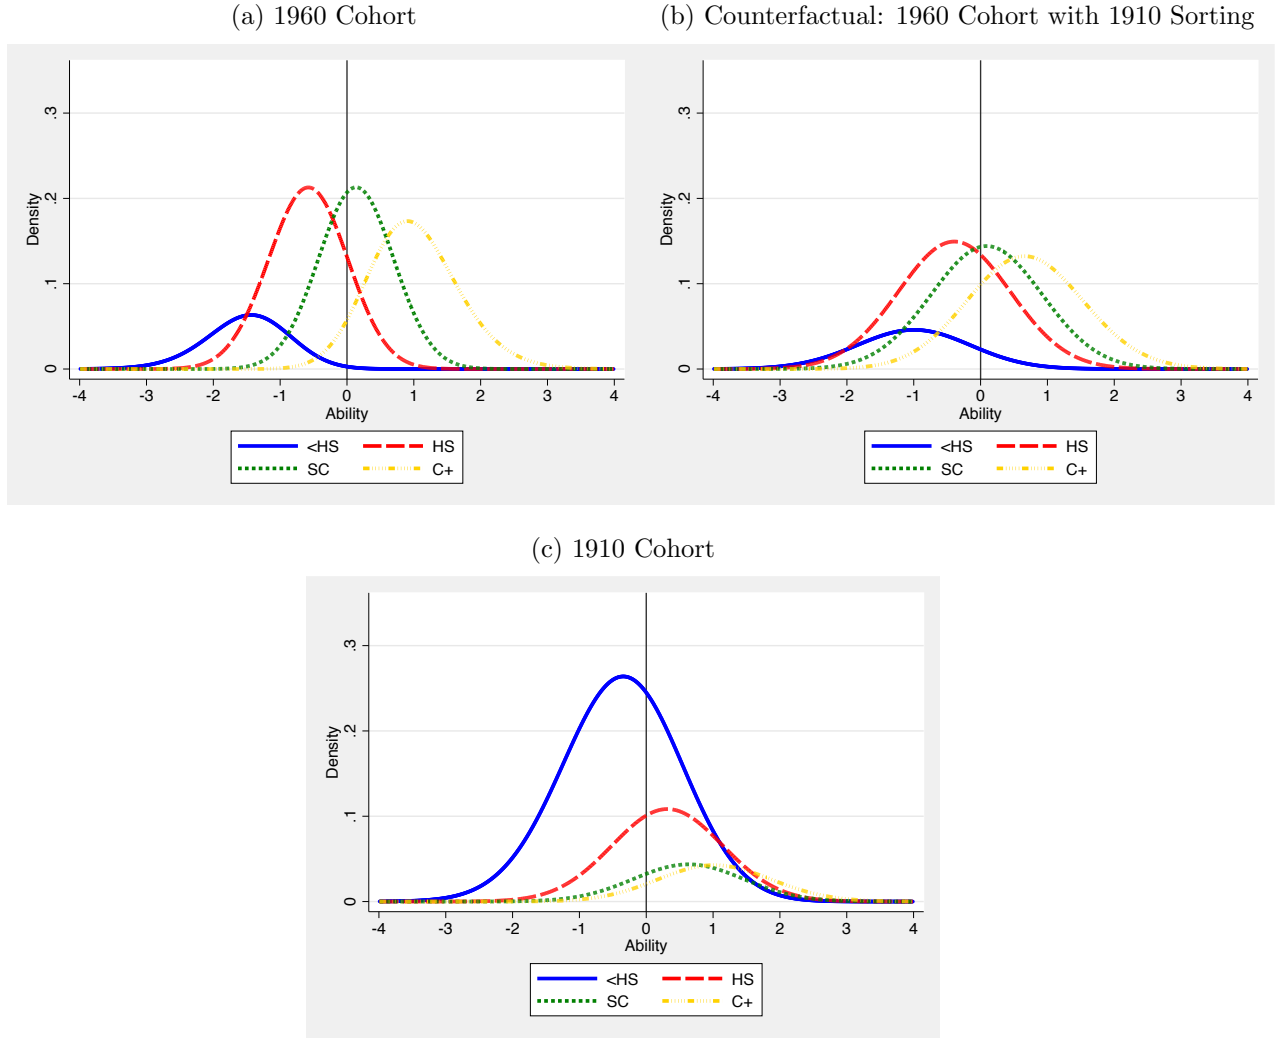 (a) 1960 Cohort
(b) Counterfactual: 1960 Cohort with 1910 Sorting
Density
.3
.2
.1
0
-4 -3 -2 -1 0 1 2 3 4
Ability
<HS HS
SC C+
Density
.3
.2
.1
0
-4 -3 -2 -1 0 1 2 3 4
Ability
<HS HS
SC C+
(c) 1910 Cohort
Density
.3
.2
.1
0
-4 -3 -2 -1 0 1 2 3 4
Ability
<HS HS
SC C+